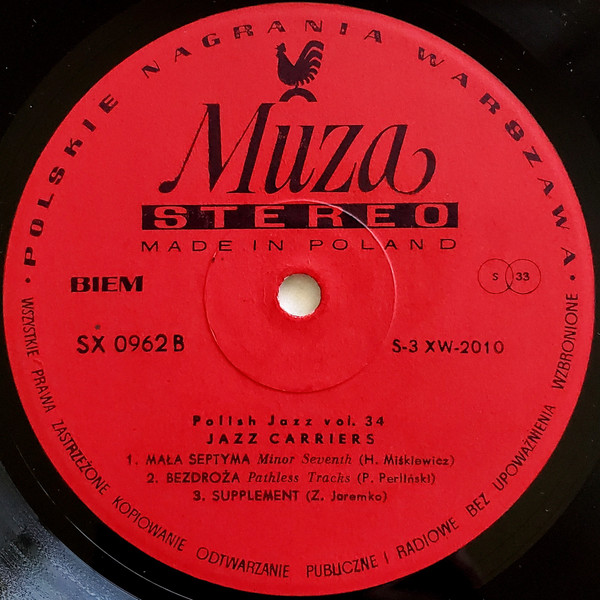 • POLSKIE NAGRANIA WARSZAWA •
Muza
STEREO
MADE IN POLAND
BIEM
S 33
SX 0962 B
S-3 XW-2010
Polish Jazz vol. 34
JAZZ CARRIERS
1. MAŁA SEPTYMA Minor Seventh (H. Miśkiewicz)
2. BEZDROŻA Pathless Tracks (P. Perliński)
3. SUPPLEMENT (Z. Jaremko)
WSZYSTKIE PRAWA ZASTRZEŻONE KOPIOWANIE ODTWARZANIE PUBLICZNE I RADIOWE BEZ UPOWAŻNIENIA WZBRONIONE